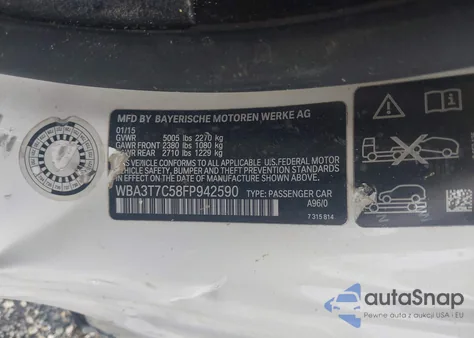 MFD BY BAYERISCHE MOTOREN WERKE AG
01/15
GVWR 5005 lbs 2270 kg
GAWR FRONT 2380 lbs 1080 kg
GAWR REAR 2710 lbs 1229 kg
THIS VEHICLE CONFORMS TO ALL APPLICABLE U.S. FEDERAL MOTOR
VEHICLE SAFETY, BUMPER, AND THEFT PREVENTION STANDARDS IN
EFFECT ON THE DATE OF MANUFACTURE SHOWN ABOVE.
WBA3T7C58FP942590 TYPE: PASSENGER CAR
A96/0
7 315 814
autoSnap
Pewne auta z aukcji USA i EU